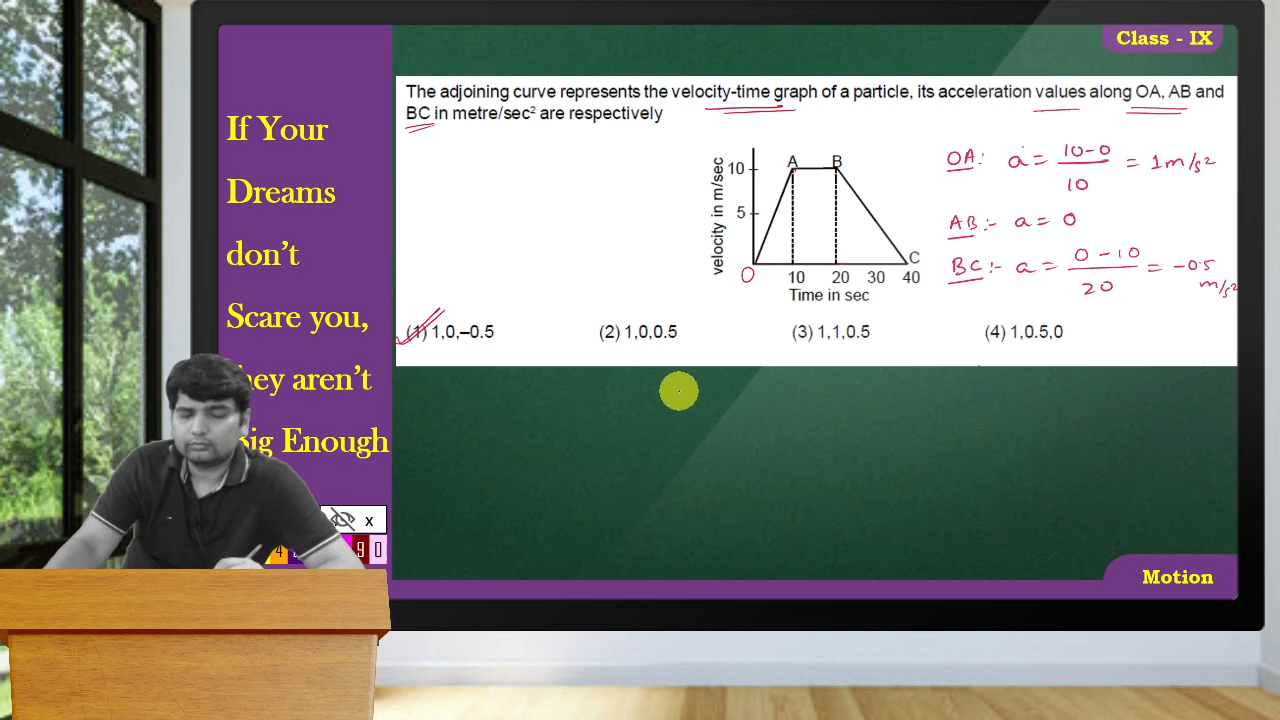 Class - IX
If Your
Dreams
don't
Scare you,
hey aren't
big Enough
The adjoining curve represents the velocity-time graph of a particle, its acceleration values along OA, AB and
BC in metre/sec² are respectively
velocity in m/sec
10
5
A B
C
O
10 20 30 40
Time in sec
OA: a = 10-0 / 10 = 1m/s²
AB:- a = 0
BC:- a = 0-10 / 20 = -0.5 m/s²
(1) 1,0,–0.5 (2) 1,0,0.5 (3) 1,1,0.5 (4) 1,0.5,0
x
4 9 0
Motion